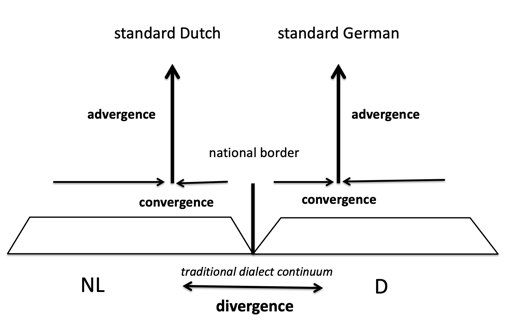 standard Dutch
standard German
advergence
advergence
national border
convergence
convergence
traditional dialect continuum
NL
D
divergence